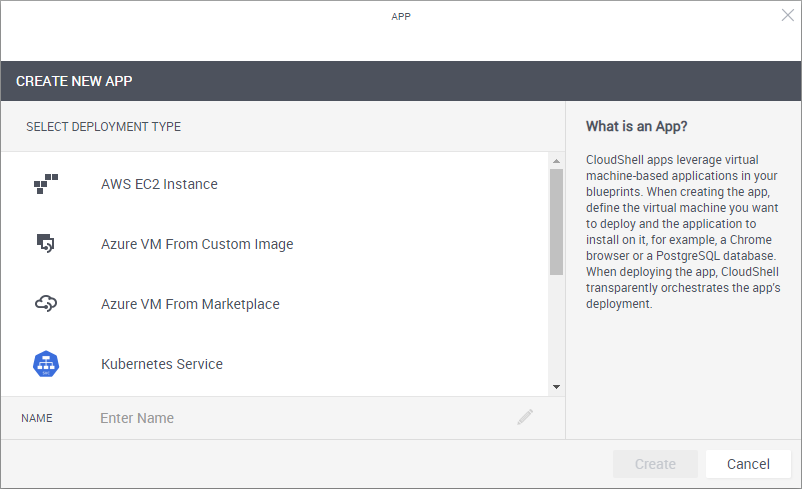 APP
CREATE NEW APP
SELECT DEPLOYMENT TYPE
AWS EC2 Instance
Azure VM From Custom Image
Azure VM From Marketplace
Kubernetes Service
NAME
Enter Name
What is an App?
CloudShell apps leverage virtual
machine-based applications in your
blueprints. When creating the app,
define the virtual machine you want
to deploy and the application to
install on it, for example, a Chrome
browser or a PostgreSQL database.
When deploying the app, CloudShell
transparently orchestrates the app's
deployment.
Create
Cancel